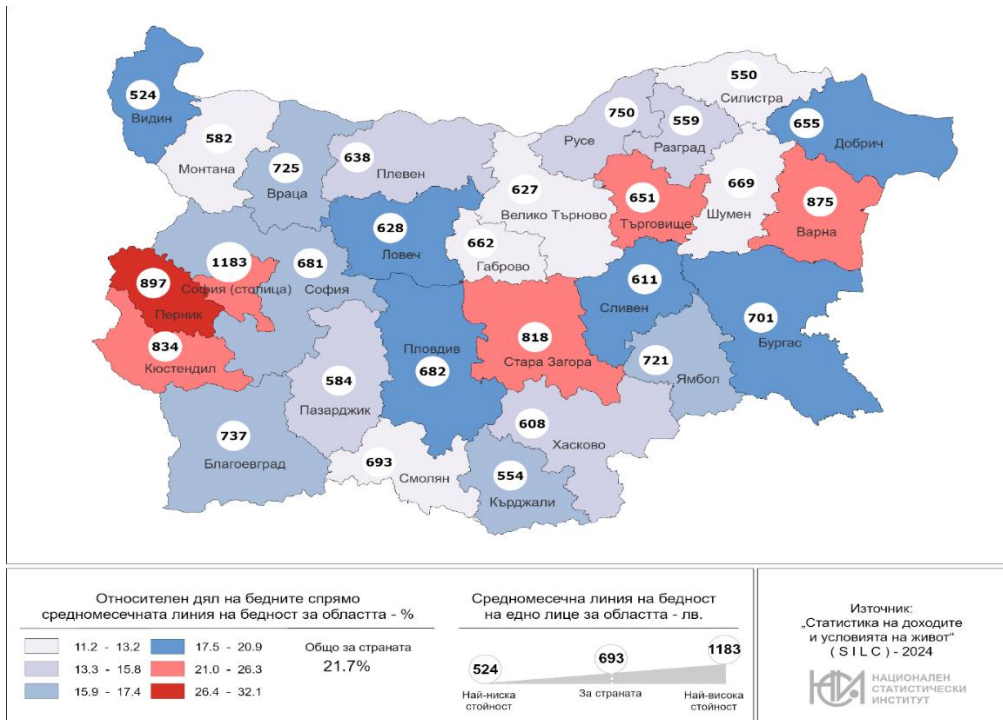 524
Видин
582
Монтана
725
Враца
638
Плевен
750
Русе
559
Разград
550
Силистра
655
Добрич
627
Велико Търново
651
Търговище
669
Шумен
875
Варна
628
Ловеч
662
Габрово
1183
София (столица)
681
София
897
Перник
834
Кюстендил
611
Сливен
701
Бургас
818
Стара Загора
721
Ямбол
Пловдив
682
584
Пазарджик
737
Благоевград
608
Хасково
693
Смолян
554
Кърджали
Относителен дял на бедните спрямо
средномесечната линия на бедност за областта - %
11.2 - 13.2
13.3 - 15.8
15.9 - 17.4
17.5 - 20.9
21.0 - 26.3
26.4 - 32.1
Общо за страната
21.7%
Средномесечна линия на бедност
на едно лице за областта - лв.
524
693
1183
Най-ниска
стойност
За страната
Най-висока
стойност
Източник:
„Статистика на доходите
и условията на живот“
( S I L C ) - 2024
НСИ
НАЦИОНАЛЕН
СТАТИСТИЧЕСКИ
ИНСТИТУТ